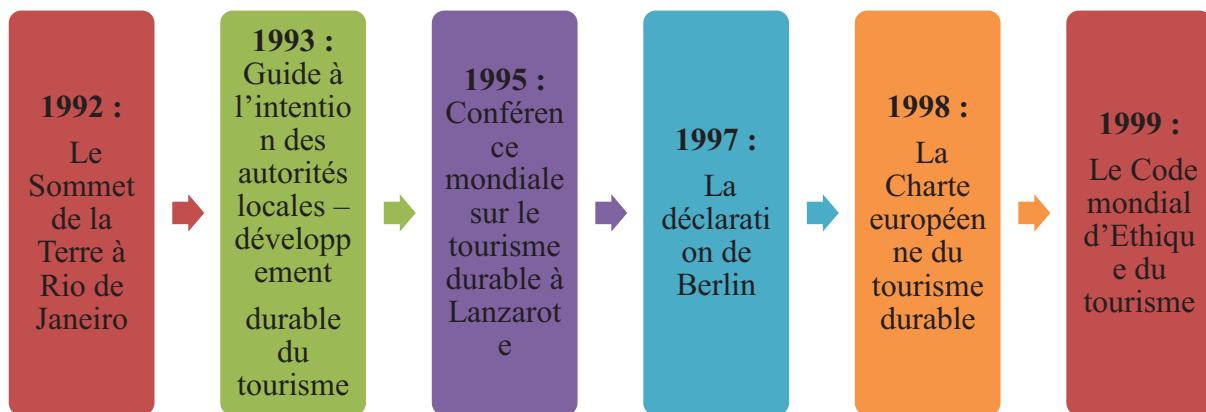 1992 :
Le
Sommet
de la
Terre à
Rio de
Janeiro
1993 :
Guide à
l’intentio
n des
autorités
locales –
développ
ement
durable
du
tourisme
1995 :
Conféren
ce
mondiale
sur le
tourisme
durable à
Lanzarot
e
1997 :
La
déclarati
on de
Berlin
1998 :
La
Charte
europée
ne du
tourisme
durable
1999 :
Le Code
mondial
d’Ethiqu
e du
tourisme